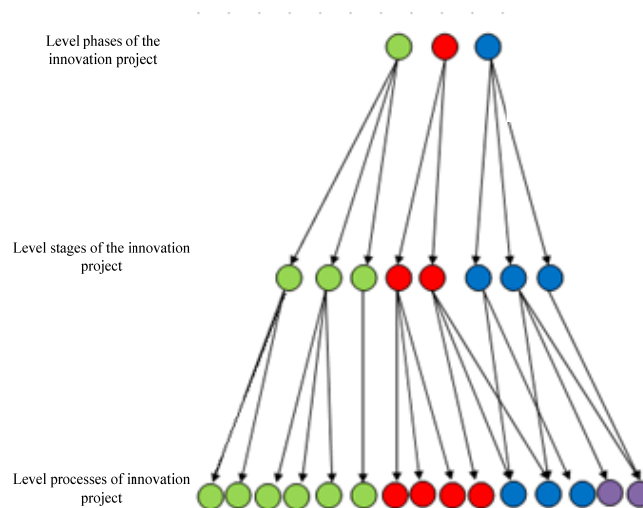 Level phases of the
innovation project
Level stages of the innovation
project
Level processes of innovation
project